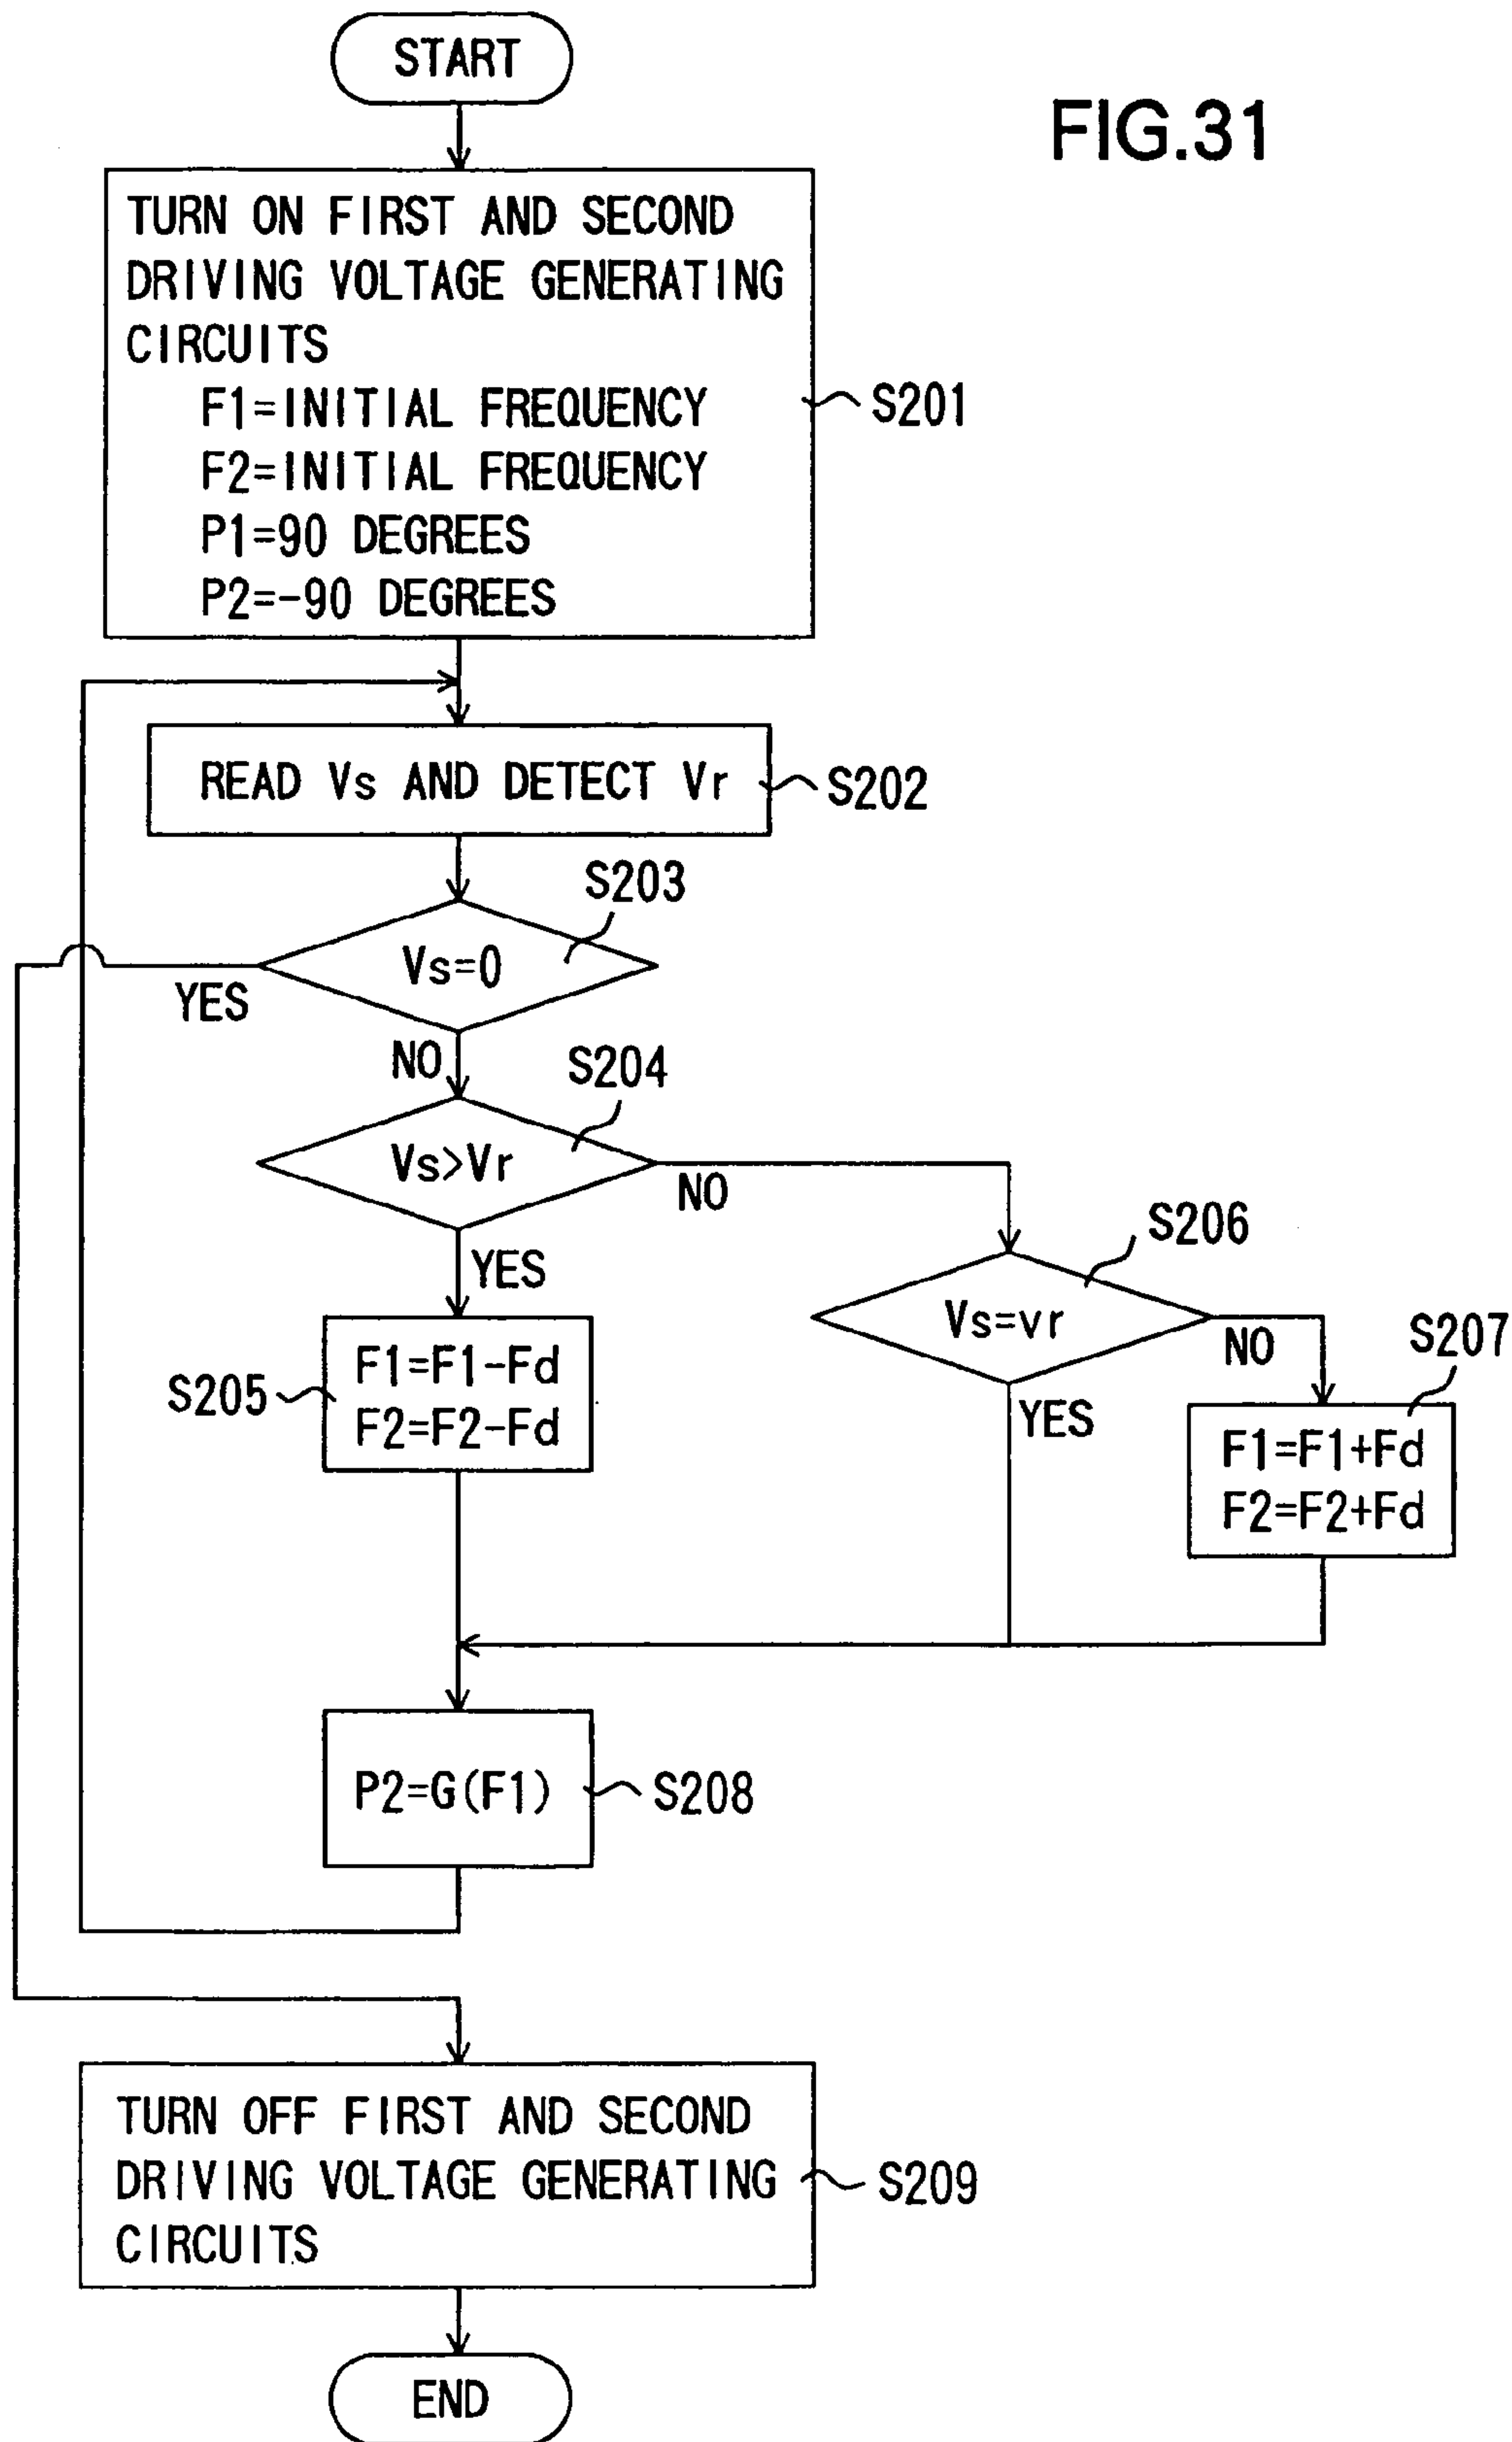 START
FIG.31
TURN ON FIRST AND SECOND
DRIVING VOLTAGE GENERATING
CIRCUITS
F1=INITIAL FREQUENCY
F2=INITIAL FREQUENCY
P1=90 DEGREES
P2=-90 DEGREES
S201
READ Vs AND DETECT Vr
S202
S203
Vs=0
YES
NO
S204
Vs>Vr
NO
YES
S206
Vs=vr
NO
YES
S207
F1=F1+Fd
F2=F2+Fd
S205
F1=F1-Fd
F2=F2-Fd
P2=G(F1)
S208
TURN OFF FIRST AND SECOND
DRIVING VOLTAGE GENERATING
CIRCUITS
S209
END